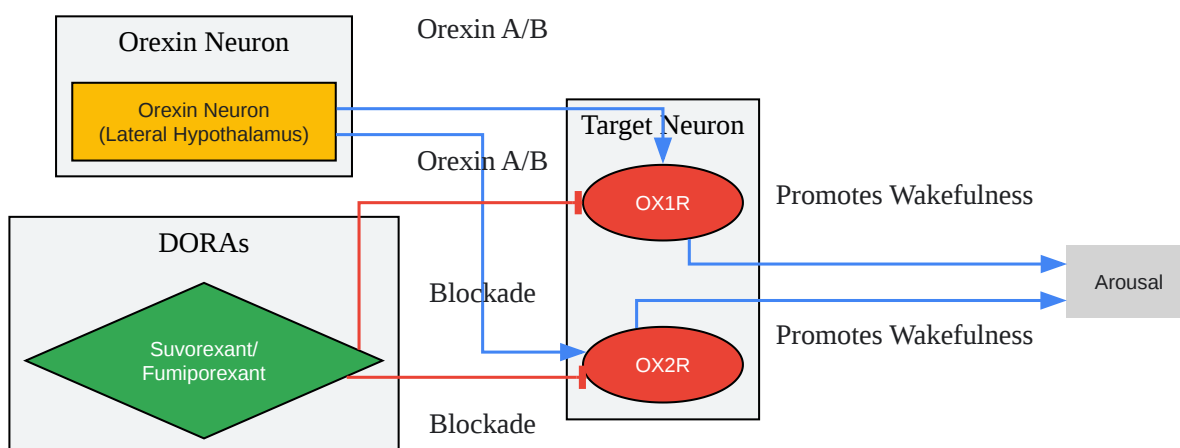 Orexin Neuron
Orexin Neuron
(Lateral Hypothalamus)
Orexin A/B
Orexin A/B
Target Neuron
OX1R
OX2R
Promotes Wakefulness
Promotes Wakefulness
Arousal
DORAs
Suvorexant/
Fumiporexant
Blockade
Blockade